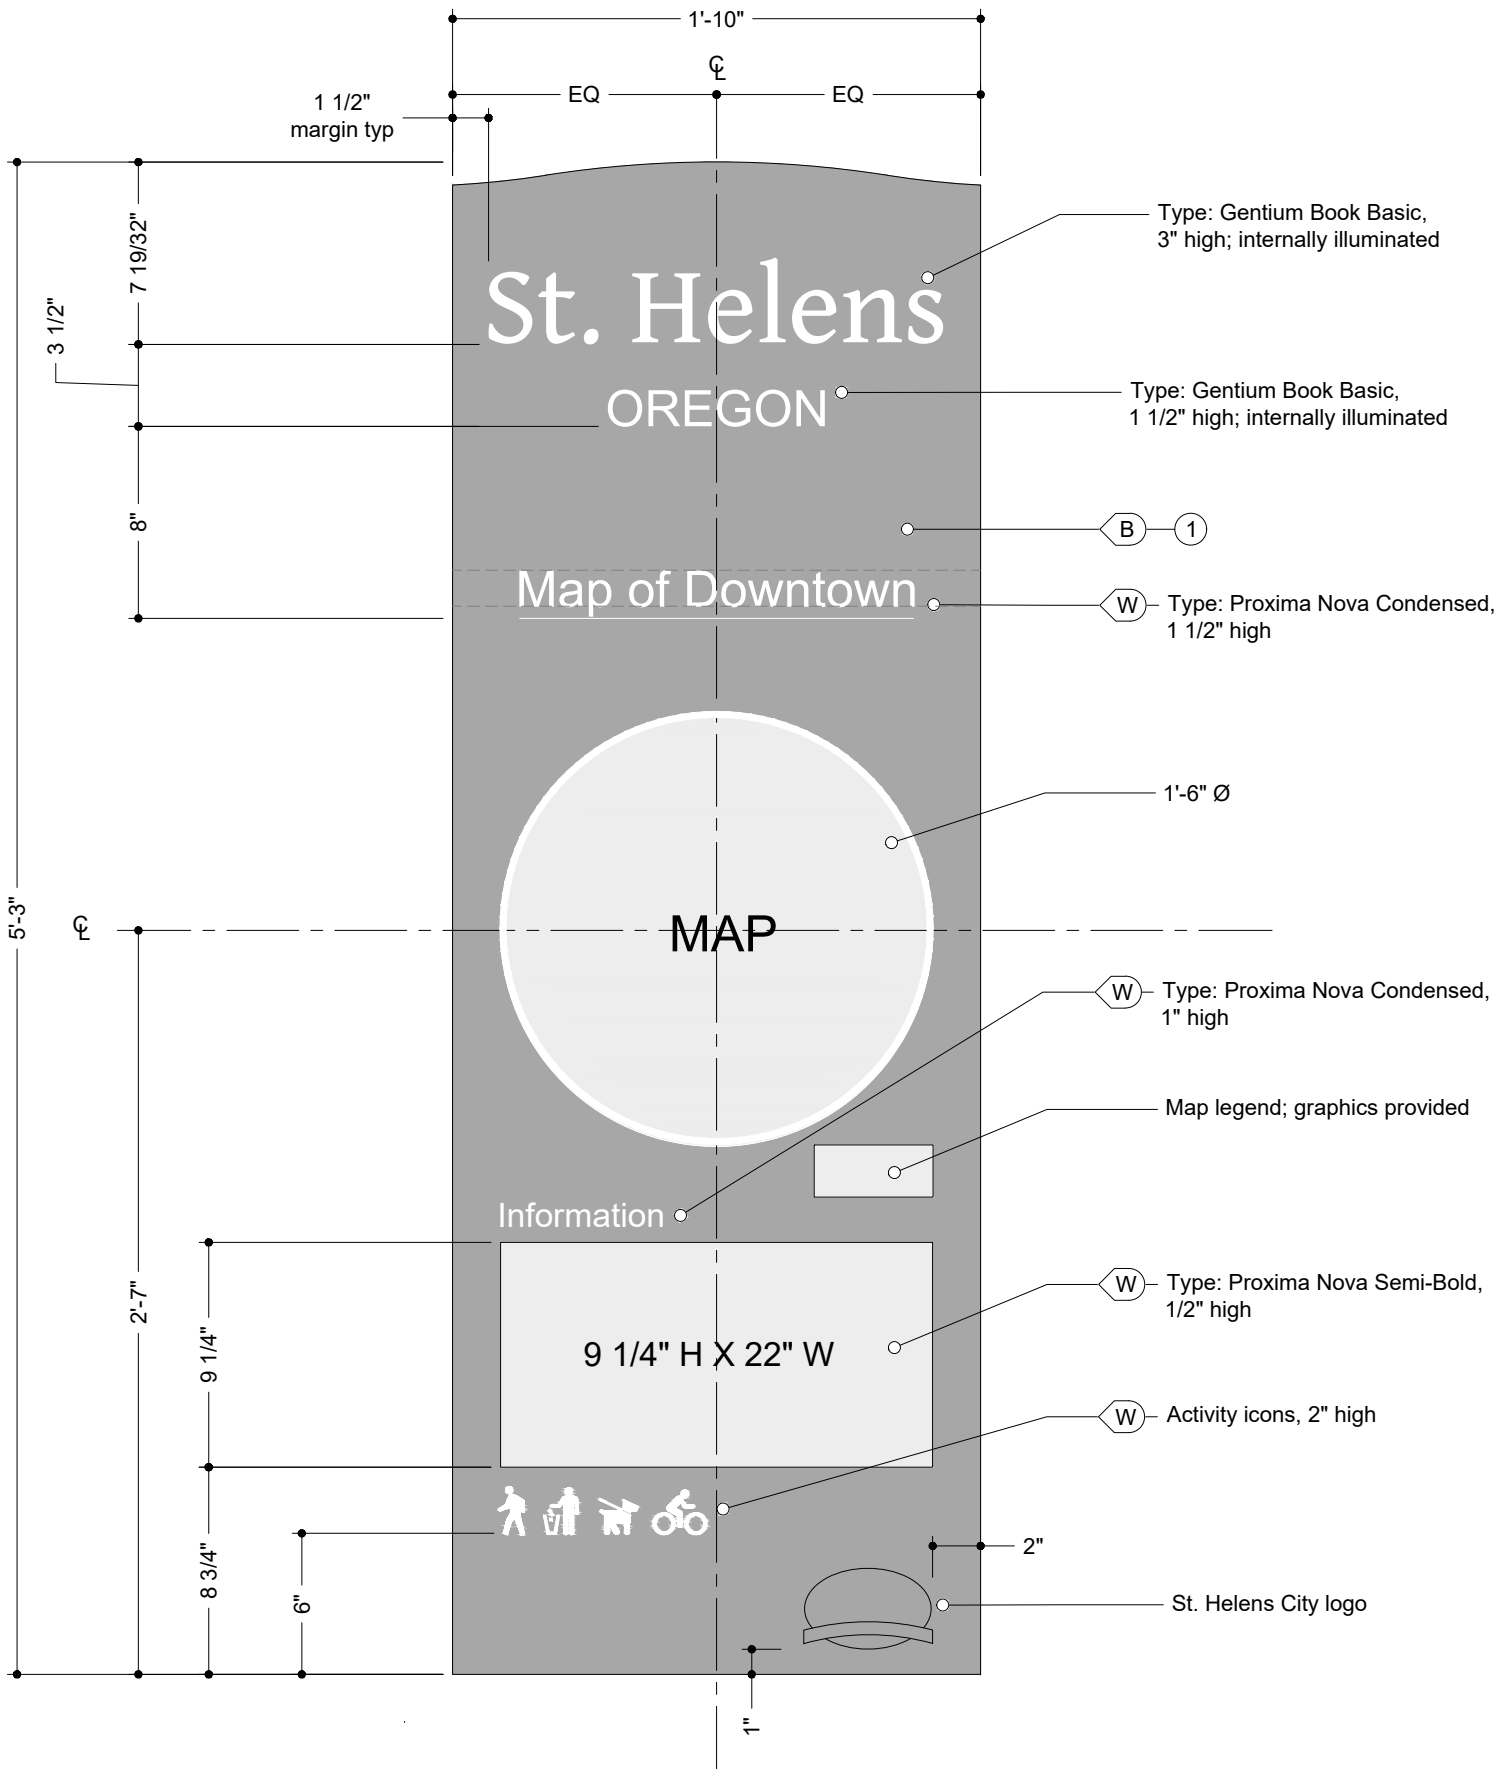 1'-10"
℄
EQ
EQ
1 1/2"
margin typ
7 19/32"
3 1/2"
8"
5'-3"
St. Helens
OREGON
Type: Gentium Book Basic,
3" high; internally illuminated
Type: Gentium Book Basic,
1 1/2" high; internally illuminated
B
1
Map of Downtown
W
Type: Proxima Nova Condensed,
1 1/2" high
1'-6" Ø
℄
MAP
W
Type: Proxima Nova Condensed,
1" high
Map legend; graphics provided
Information
2'-7"
9 1/4"
9 1/4" H X 22" W
W
Type: Proxima Nova Semi-Bold,
1/2" high
W
Activity icons, 2" high
8 3/4"
6"
2"
St. Helens City logo
1"